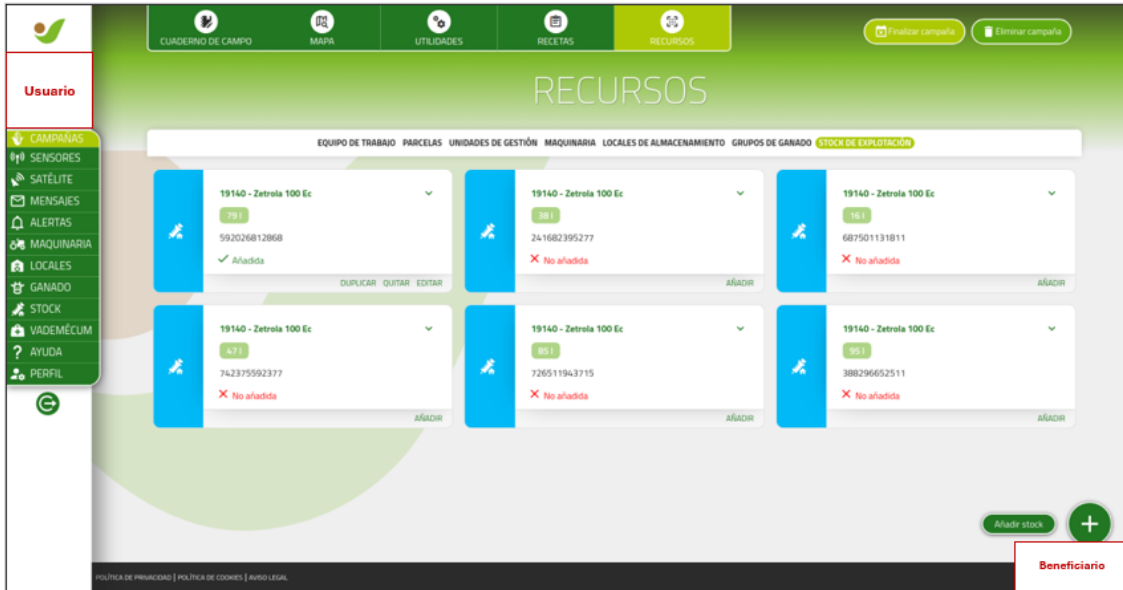 CUADERNO DE CAMPO
MAPA
UTILIDADES
RECETAS
RECURSOS
Finalizar campaña
Eliminar campaña
Usuario
RECURSOS
CAMPAÑAS
SENSORES
SATÉLITE
MENSAJES
ALERTAS
MAQUINARIA
LOCALES
GANADO
STOCK
VADEMÉCUM
AYUDA
PERFIL
EQUIPO DE TRABAJO PARCELAS UNIDADES DE GESTIÓN MAQUINARIA LOCALES DE ALMACENAMIENTO GRUPOS DE GANADO STOCK DE EXPLOTACIÓN
19140 - Zetrola 100 Ec
79 l
592026812868
Añadida
DUPLICAR QUITAR EDITAR
19140 - Zetrola 100 Ec
38 l
241682395277
No añadida
AÑADIR
19140 - Zetrola 100 Ec
16 l
687501131811
No añadida
AÑADIR
19140 - Zetrola 100 Ec
47 l
742375592377
No añadida
AÑADIR
19140 - Zetrola 100 Ec
85 l
726511943715
No añadida
AÑADIR
19140 - Zetrola 100 Ec
95 l
388296652511
No añadida
AÑADIR
Añadir stock
Beneficiario
POLÍTICA DE PRIVACIDAD | POLÍTICA DE COOKIES | AVISO LEGAL